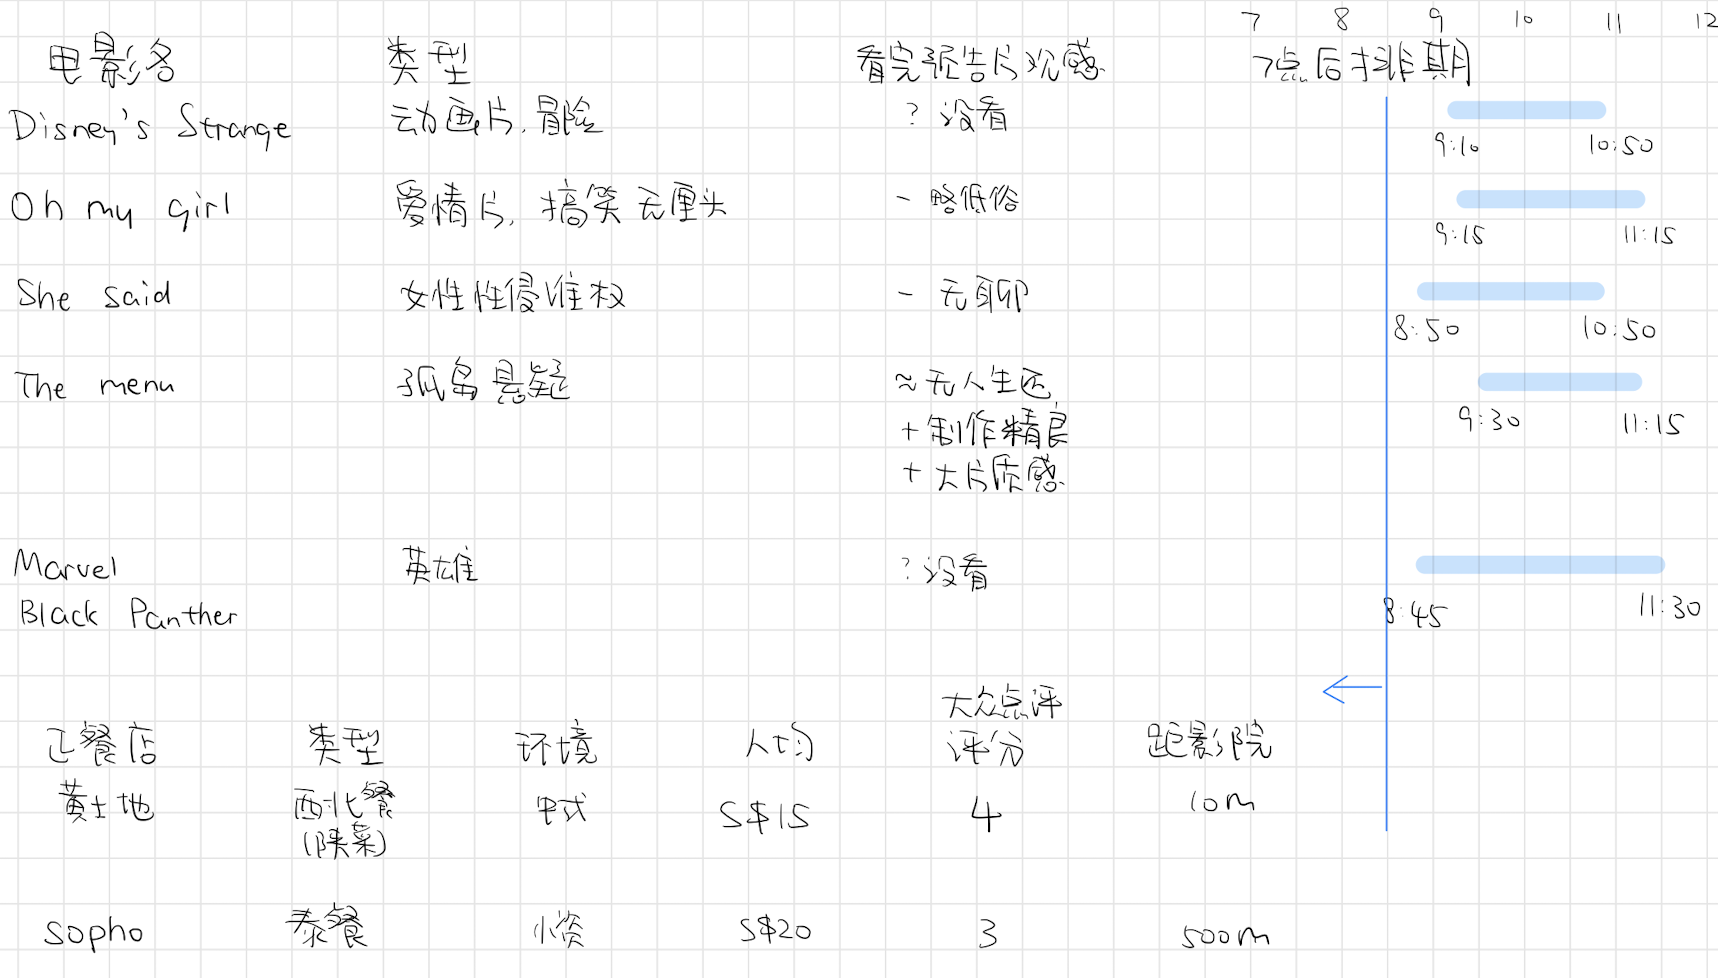 7 8 9 10 11 12
电影名 类型 看完预告片观感 7点后排期
Disney's Strange 动画片,冒险 ? 没看
9:10 10:50
Oh my girl 爱情片,搞笑 无厘头 - 略低俗
9:15 11:15
She said 女性性侵维权 - 无聊
8:50 10:50
The menu 孤岛悬疑 ≈无人生还
9:30 11:15
+制作精良
+大片质感
Marvel 英雄 ?没看
Black Panther 8:45 11:30
大众点评
正餐店 类型 环境 人均 评分 距影院
黄土地 西北餐 中式 S$15 4 10m
(陕菜)
sopho 泰餐 小资 S$20 3 500m